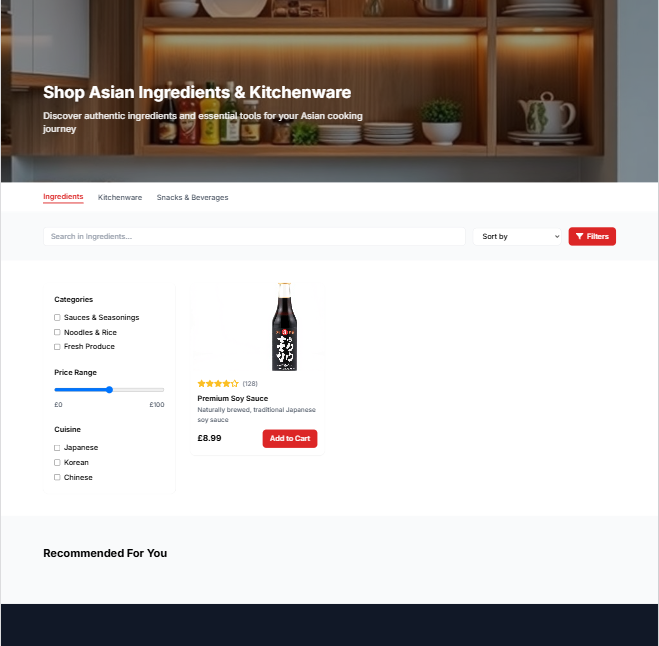 Shop Asian Ingredients & Kitchenware
Discover authentic ingredients and essential tools for your Asian cooking
journey
Ingredients
Kitchenware
Snacks & Beverages
Search in Ingredients...
Sort by
Filters
Categories
Sauces & Seasonings
Noodles & Rice
Fresh Produce
Price Range
£0
£100
Cuisine
Japanese
Korean
Chinese
(128)
Premium Soy Sauce
Naturally brewed, traditional Japanese
soy sauce
£8.99
Add to Cart
Recommended For You